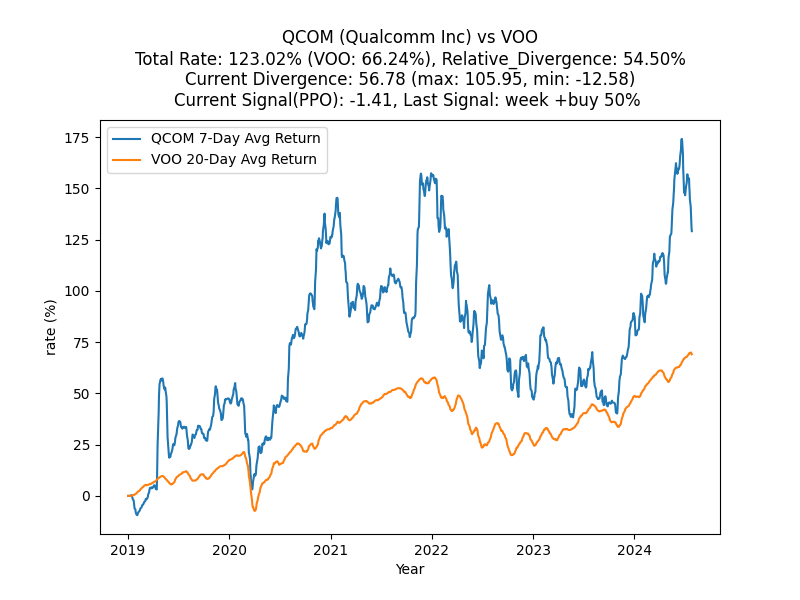 QCOM (Qualcomm Inc) vs VOO
Total Rate: 123.02% (VOO: 66.24%), Relative_Divergence: 54.50%
Current Divergence: 56.78 (max: 105.95, min: -12.58)
Current Signal(PPO): -1.41, Last Signal: week +buy 50%
QCOM 7-Day Avg Return
VOO 20-Day Avg Return
rate (%)
175
150
125
100
75
50
25
0
2019 2020 2021 2022 2023 2024
Year